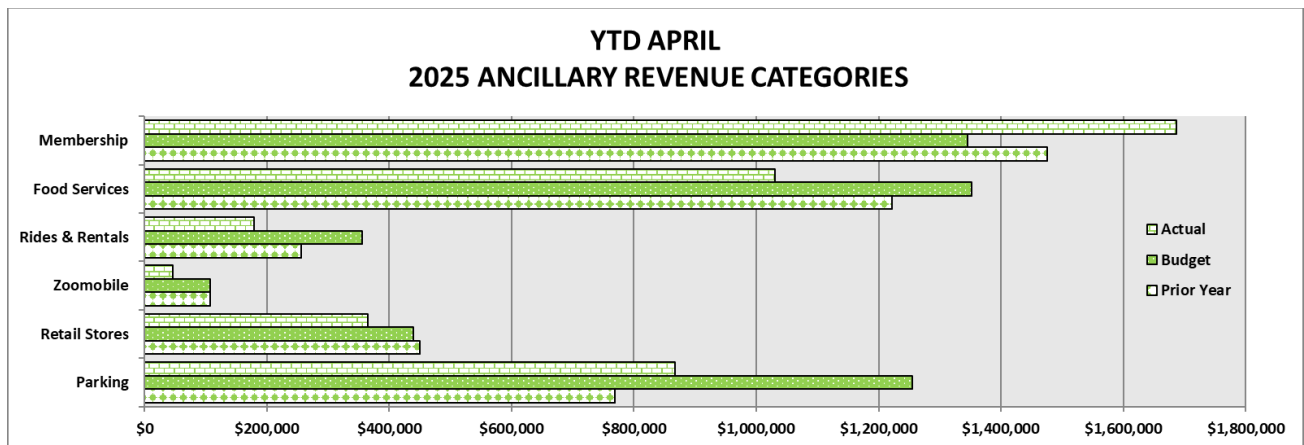 YTD APRIL
2025 ANCILLARY REVENUE CATEGORIES
Membership
Food Services
Rides & Rentals
Zoomobile
Retail Stores
Parking
Actual
Budget
Prior Year
$0 $200,000 $400,000 $600,000 $800,000 $1,000,000 $1,200,000 $1,400,000 $1,600,000 $1,800,000